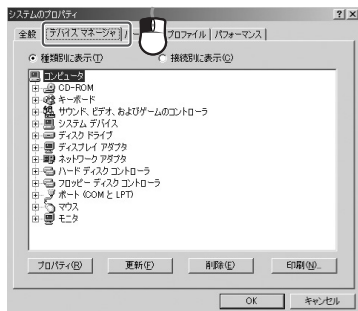 システムのプロパティ
全般 デバイス マネージャ プロファイル パフォーマンス
種類別に表示(T) 接続別に表示(C)
コンピュータ
CD-ROM
キーボード
サウンド、ビデオ、およびゲームのコントローラ
システム デバイス
ディスク ドライブ
ディスプレイ アダプタ
ネットワーク アダプタ
ハード ディスク コントローラ
フロッピー ディスク コントローラ
ポート (COM と LPT)
マウス
モニタ
プロパティ(R) 更新(F) 削除(E) 印刷(N)...
OK キャンセル